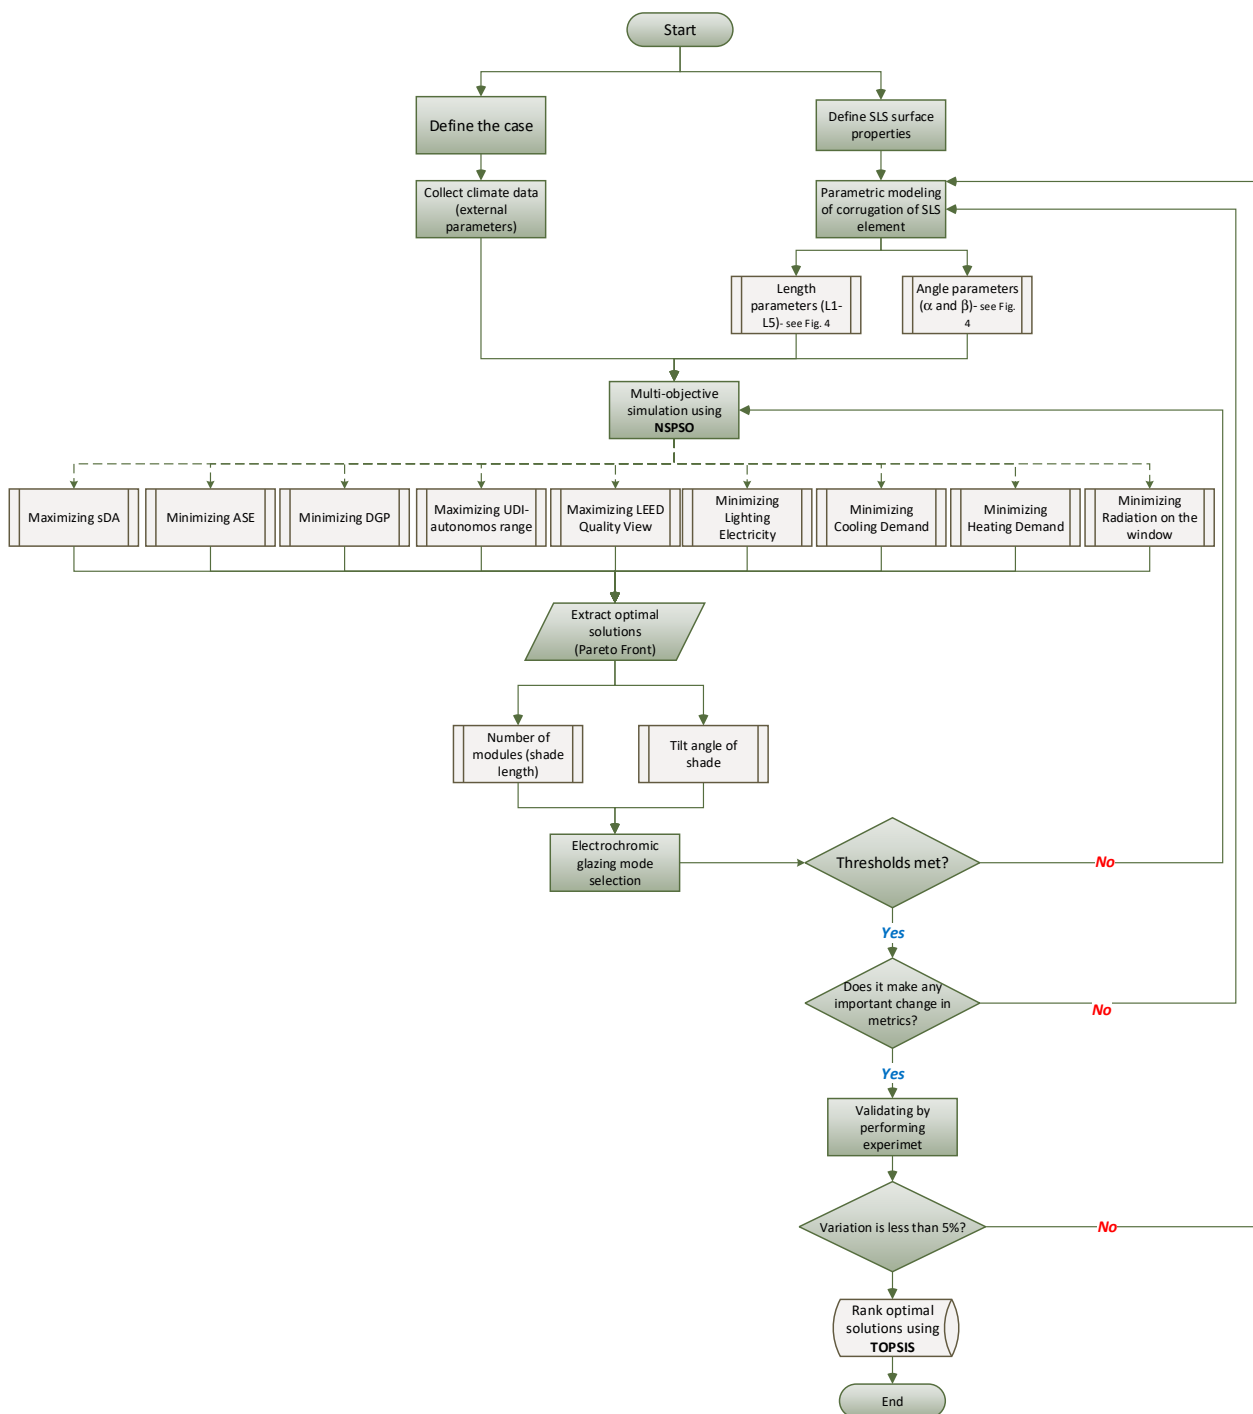 Start
Define the case
Define SLS surface
properties
Collect climate data
(external
parameters)
Parametric modeling
of corrugation of SLS
element
Length
parameters (L1-
L5)- see Fig. 4
Angle parameters
(α and β)- see Fig.
4
Multi-objective
simulation using
NSPSO
Maximizing sDA
Minimizing ASE
Minimizing DGP
Maximizing UDI-
autonomos range
Maximizing LEED
Quality View
Minimizing
Lighting
Electricity
Minimizing
Cooling Demand
Minimizing
Heating Demand
Minimizing
Radiation on the
window
Extract optimal
solutions
(Pareto Front)
Number of
modules (shade
length)
Tilt angle of
shade
Electrochromic
glazing mode
selection
Thresholds met?
No
Yes
Does it make any
important change in
metrics?
No
Yes
Validating by
performing
experimet
Variation is less than 5%?
No
Rank optimal
solutions using
TOPSIS
End